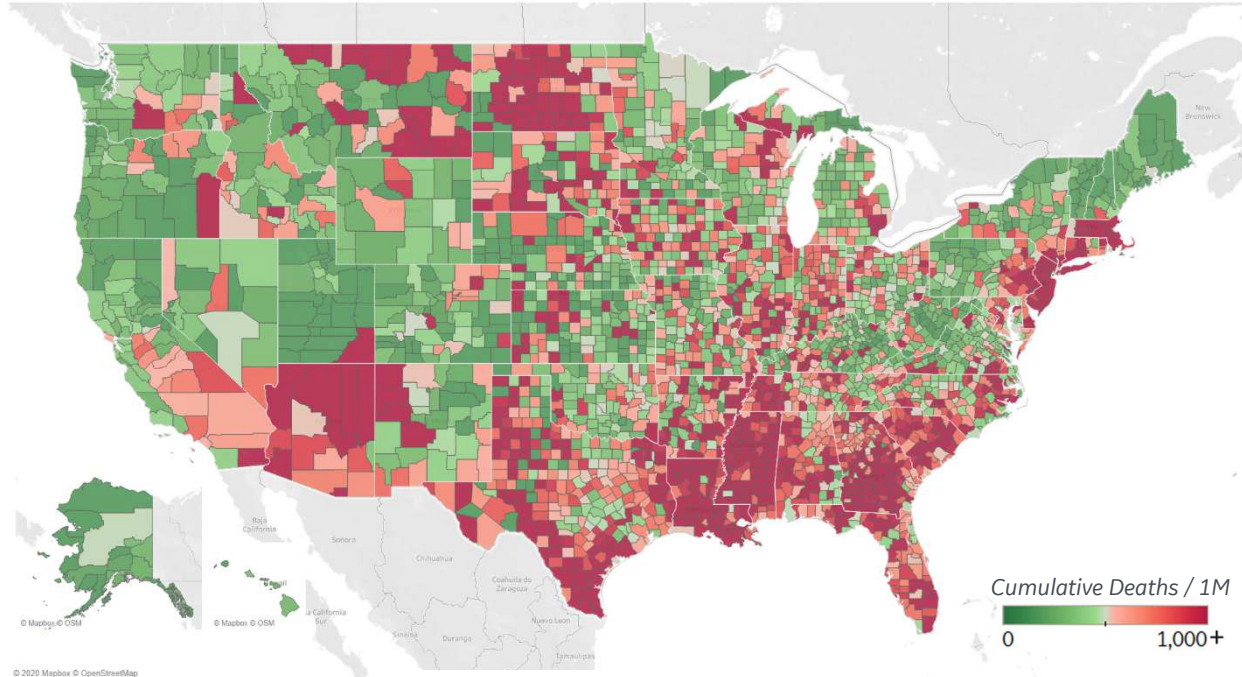 New
Brunswick
Baja
California
Sonora
Chihuahua
Coahuila de
Zaragoza
Nuevo León
Sinaloa
Durango
Tamaulipas
a California
Sur
© Mapbox © OSM
© Mapbox © OSM
Cumulative Deaths / 1M
0
1,000+
© 2020 Mapbox © OpenStreetMap